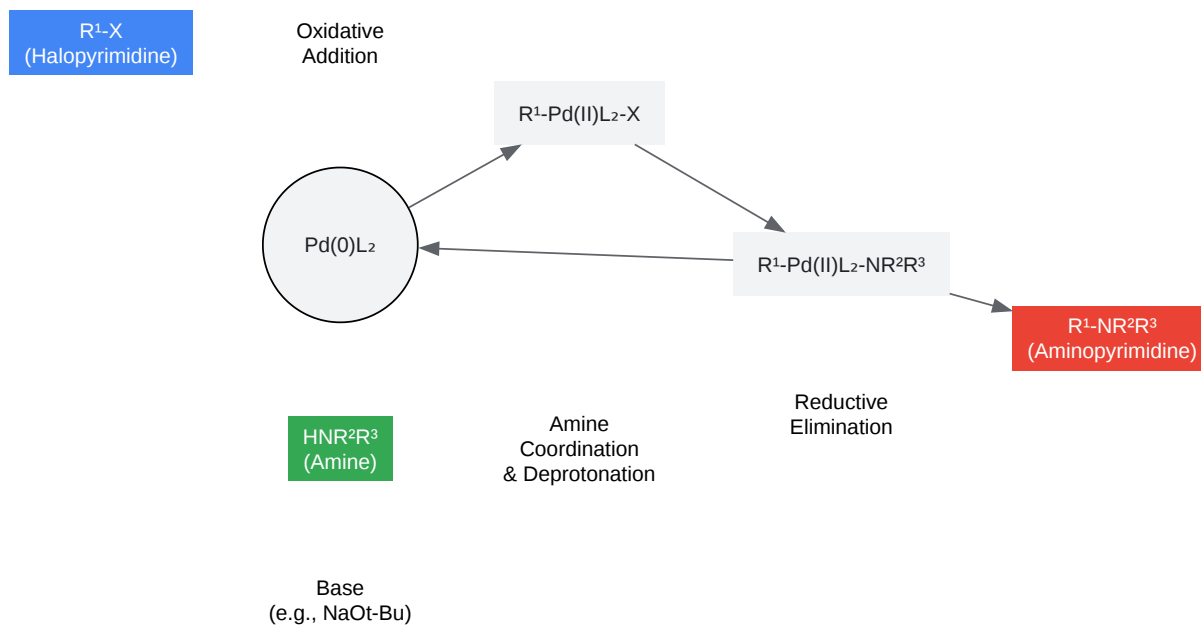 R¹-X
(Halopyrimidine)
Oxidative
Addition
R¹-Pd(II)L₂-X
Pd(0)L₂
R¹-Pd(II)L₂-NR²R³
R¹-NR²R³
(Aminopyrimidine)
Reductive
Elimination
HNR²R³
(Amine)
Amine
Coordination
& Deprotonation
Base
(e.g., NaOt-Bu)